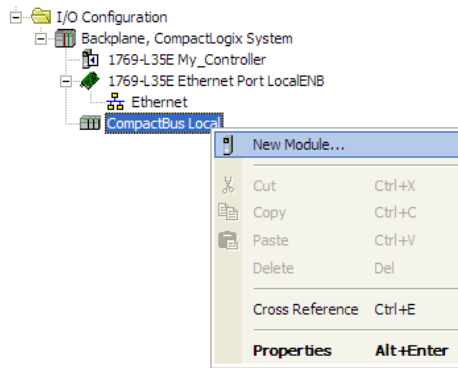 I/O Configuration
Backplane, CompactLogix System
1769-L35E My_Controller
1769-L35E Ethernet Port LocalENB
Ethernet
CompactBus Local
New Module...
Cut Ctrl+X
Copy Ctrl+C
Paste Ctrl+V
Delete Del
Cross Reference Ctrl+E
Properties Alt+Enter